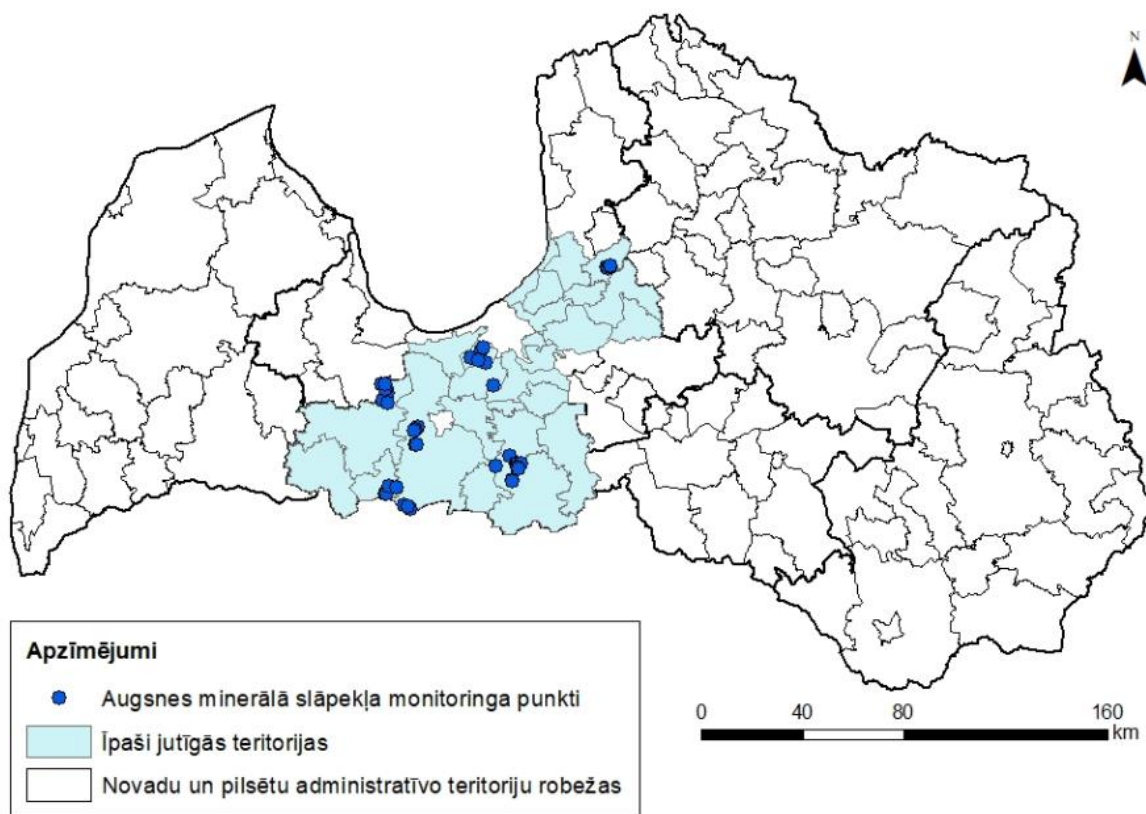 N
Apzīmējumi
Augsnes minerālā slāpekļa monitoringa punkti
Īpaši jutīgās teritorijas
Novadu un pilsētu administratīvo teritoriju robežas
0 40 80 160
km